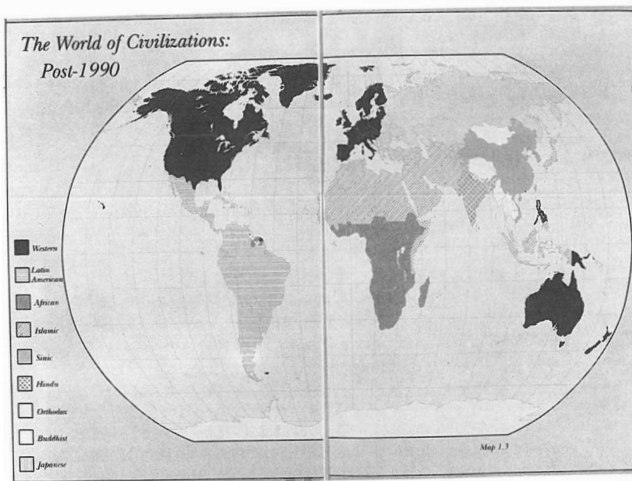 The World of Civilizations:
Post-1990
Western
Latin
American
African
Islamic
Sinic
Hindu
Orthodox
Buddhist
Japanese
Map 1.3